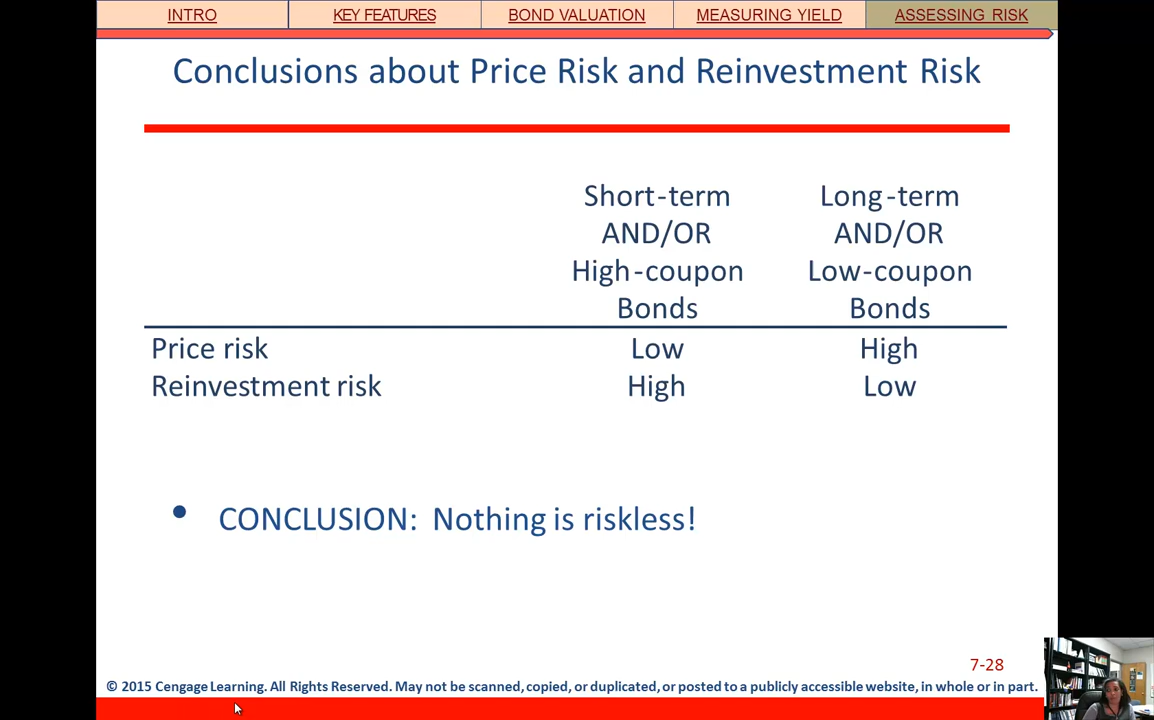 INTRO KEY FEATURES BOND VALUATION MEASURING YIELD ASSESSING RISK
Conclusions about Price Risk and Reinvestment Risk
Short-term Long-term
AND/OR AND/OR
High-coupon Low-coupon
Bonds Bonds
Price risk Low High
Reinvestment risk High Low
• CONCLUSION: Nothing is riskless!
7-28
© 2015 Cengage Learning. All Rights Reserved. May not be scanned, copied, or duplicated, or posted to a publicly accessible website, in whole or in part.